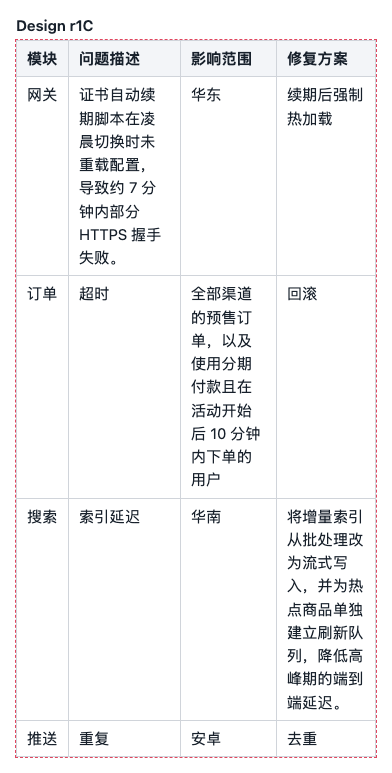 Design r1C
模块 问题描述 影响范围 修复方案
网关
证书自动续
期脚本在凌
晨切换时未
重载配置，
导致约 7 分
钟内部分
HTTPS 握手
失败。
华东
续期后强制
热加载
订单
超时
全部渠道
的预售订
单，以及
使用分期
付款且在
活动开始
后 10 分钟
内下单的
用户
回滚
搜索
索引延迟
华南
将增量索引
从批处理改
为流式写
入，并为热
点商品单独
建立刷新队
列，降低高
峰期的端到
端延迟。
推送 重复 安卓 去重